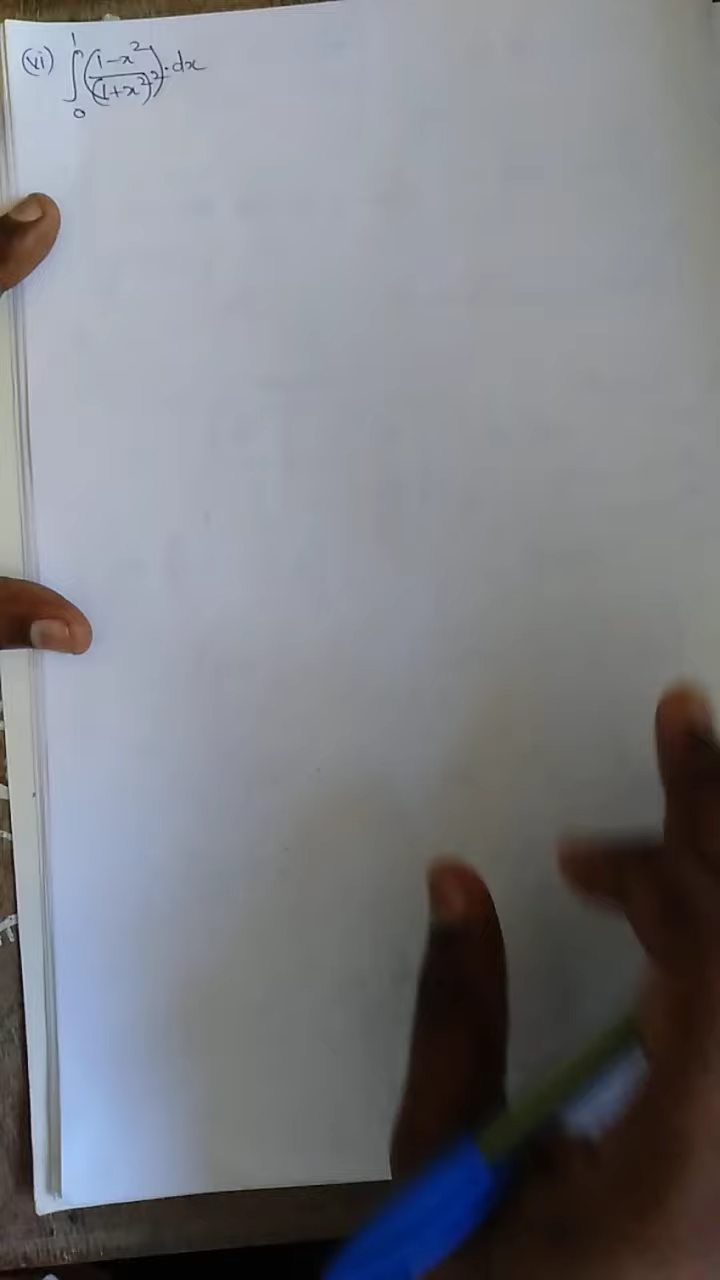 (vi) ∫₀¹ ((1-x²)/(1+x²)²)·dx